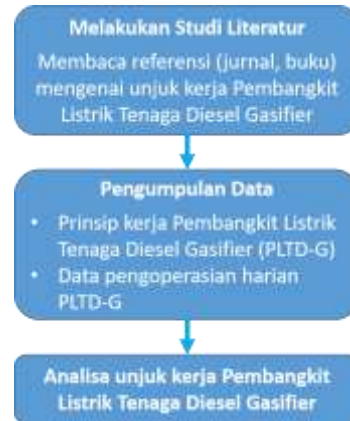 Melakukan Studi Literatur
Membaca referensi (jurnal, buku)
mengenai unjuk kerja Pembangkit
Listrik Tenaga Diesel Gasifier
Pengumpulan Data
• Prinsip kerja Pembangkit Listrik
Tenaga Diesel Gasifier (PLTD-G)
• Data pengoperasian harian
PLTD-G
Analisa unjuk kerja Pembangkit
Listrik Tenaga Diesel Gasifier